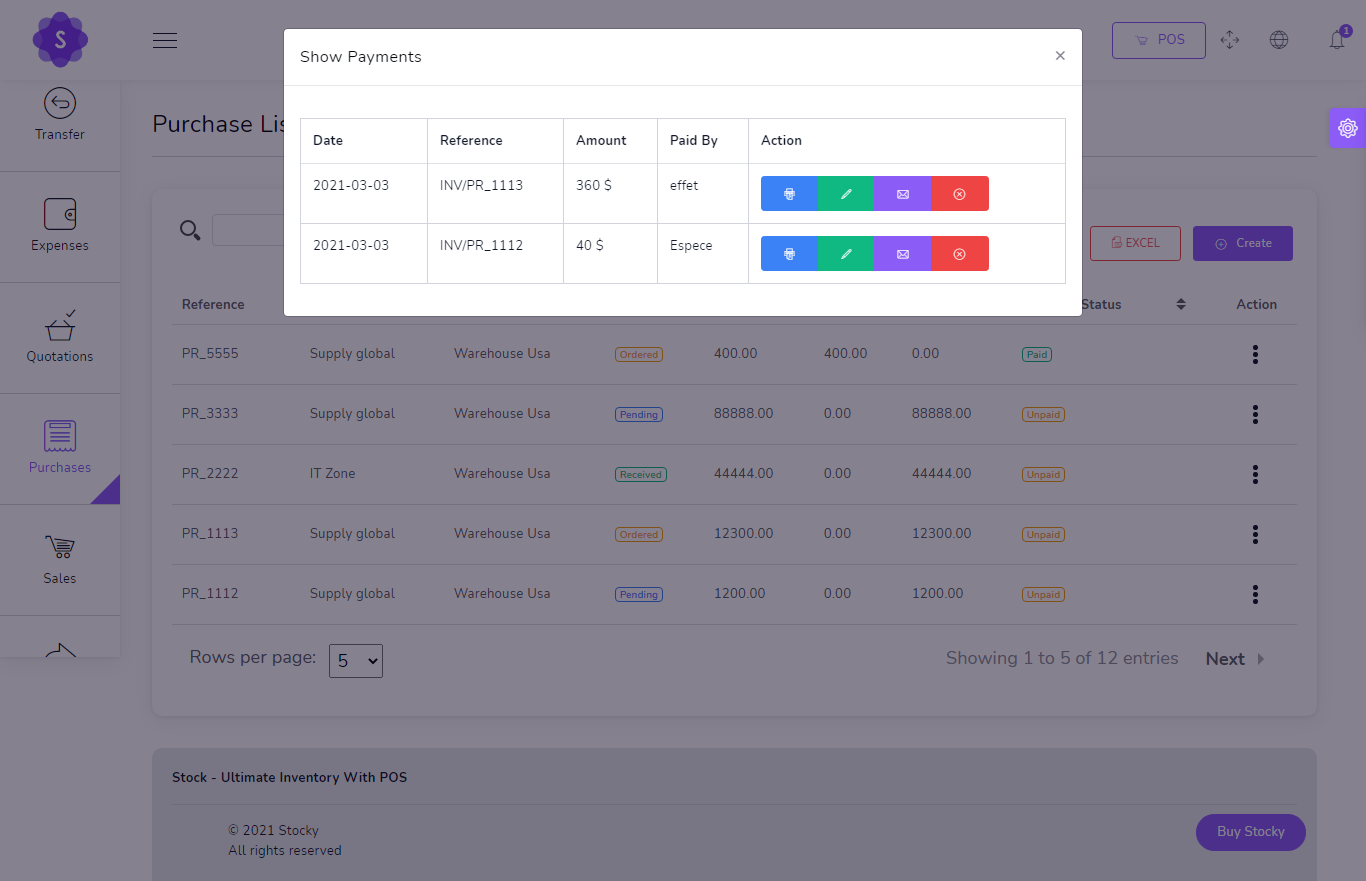 S
POS
1
Show Payments
×
Transfer
Purchase Lis
Date Reference Amount Paid By Action
2021-03-03 INV/PR_1113 360 $ effet
2021-03-03 INV/PR_1112 40 $ Espece
Expenses
EXCEL
Create
Reference Status Action
PR_5555 Supply global Warehouse Usa Ordered 400.00 400.00 0.00 Paid
Quotations
PR_3333 Supply global Warehouse Usa Pending 88888.00 0.00 88888.00 Unpaid
Purchases
PR_2222 IT Zone Warehouse Usa Received 44444.00 0.00 44444.00 Unpaid
PR_1113 Supply global Warehouse Usa Ordered 12300.00 0.00 12300.00 Unpaid
Sales
PR_1112 Supply global Warehouse Usa Pending 1200.00 0.00 1200.00 Unpaid
Rows per page: 5 Showing 1 to 5 of 12 entries Next
Stock - Ultimate Inventory With POS
© 2021 Stocky
All rights reserved
Buy Stocky